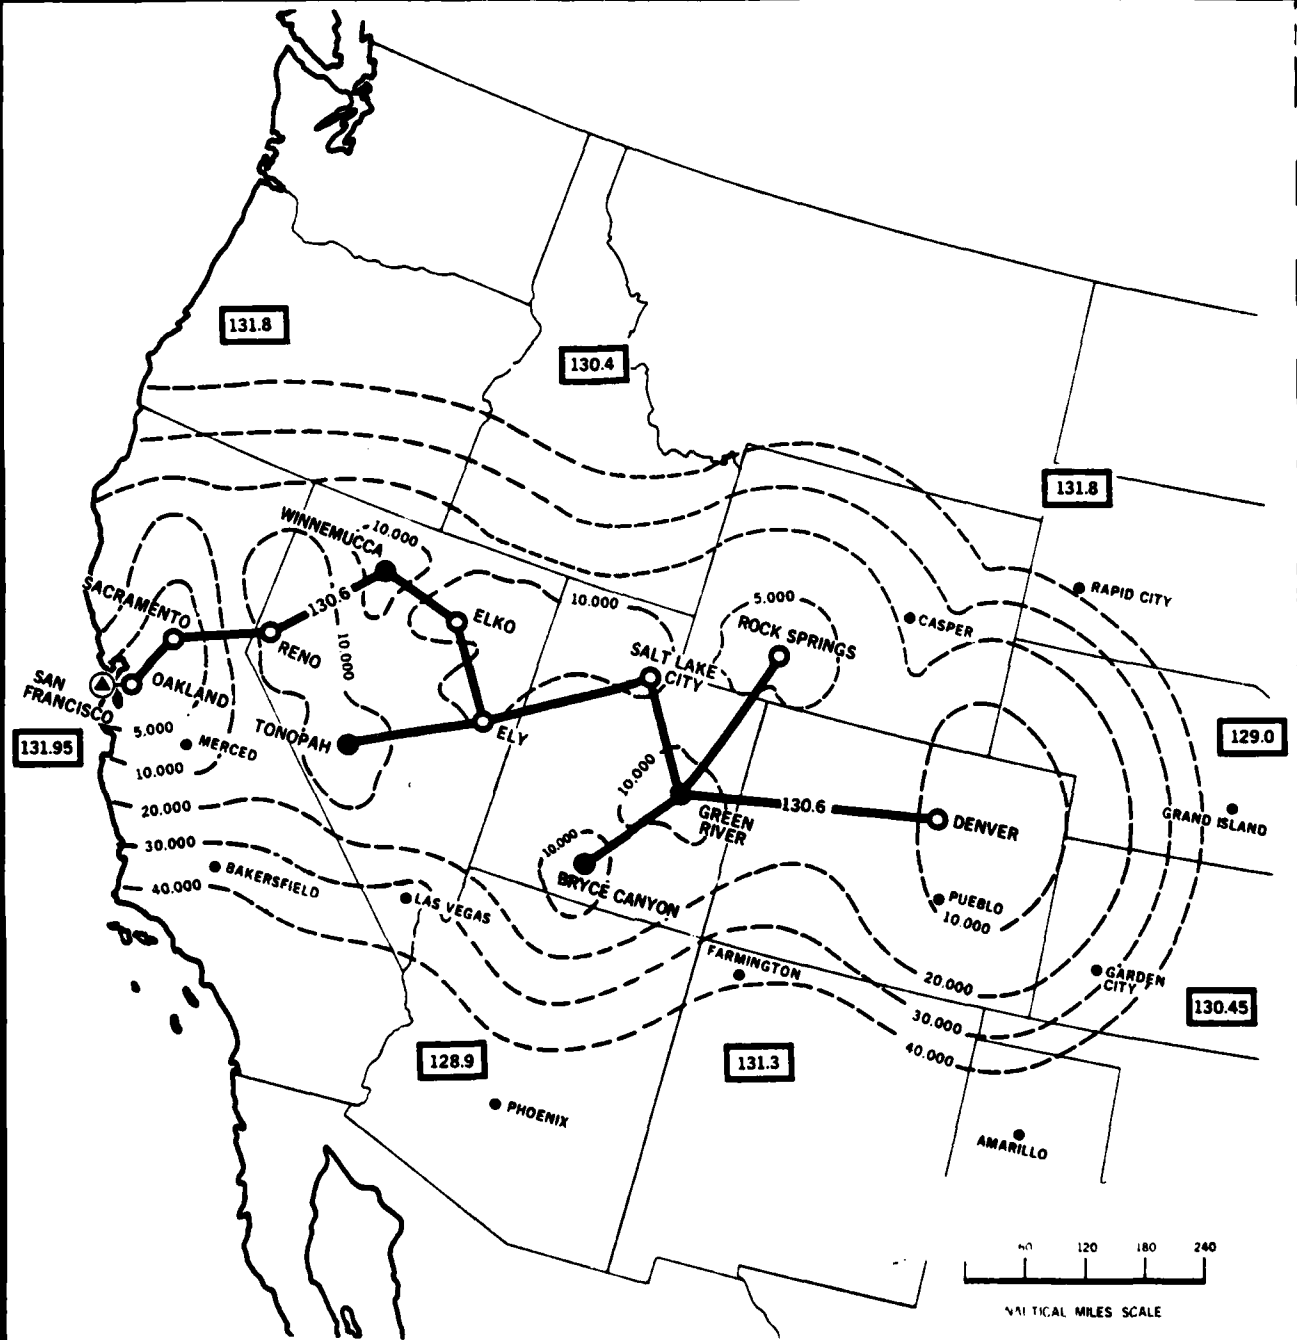 131.8
130.4
131.8
WINNEMUCCA
10.000
SACRAMENTO
130.6
ELKO
10.000
5.000
RAPID CITY
CASPER
ROCK SPRINGS
RENO
10.000
SALT LAKE
CITY
SAN
FRANCISCO
OAKLAND
TONOPAH
ELY
5.000
MERCED
131.95
129.0
10.000
10.000
20.000
130.6
GREEN
RIVER
DENVER
GRAND ISLAND
30.000
10.000
40.000
BAKERSFIELD
BRYCE CANYON
LAS VEGAS
PUEBLO
10.000
FARMINGTON
20.000
GARDEN
CITY
30.000
130.45
40.000
128.9
131.3
PHOENIX
AMARILLO
120 180 240
NAUTICAL MILES SCALE